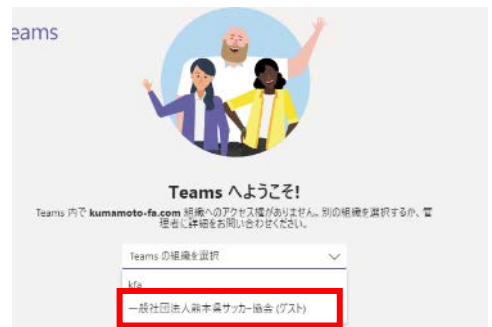 eams
Teams へようこそ!
Teams 内で kumamoto-fa.com 組織へのアクセス権がありません。別の組織を選択するか、管
理者に詳細をお問い合わせください。
Teams の組織を選択
kfa
一般社団法人熊本県サッカー協会 (ゲスト)